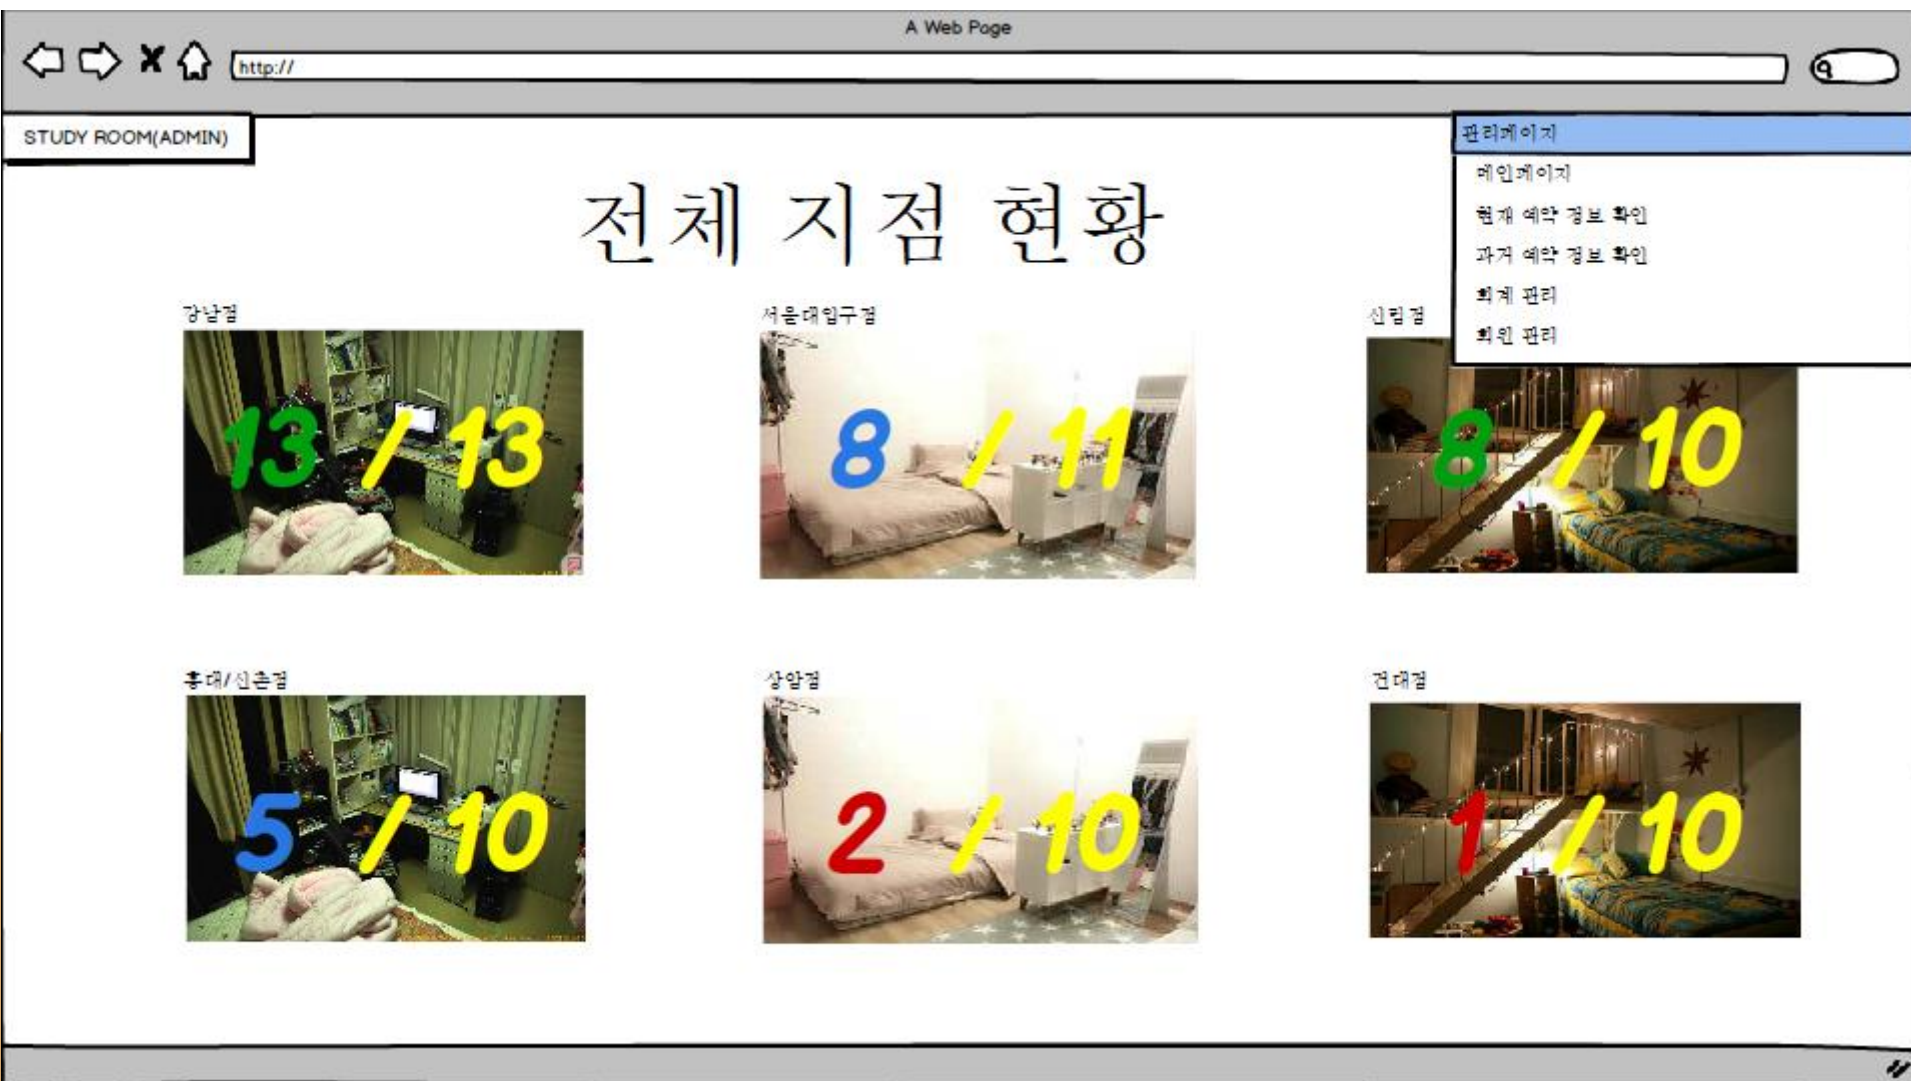 A Web Page
http://
STUDY ROOM(ADMIN)
관리페이지
메인페이지
현재 예약 정보 확인
과거 예약 정보 확인
회계 관리
회원 관리
전체 지점 현황
강남점
서울대입구점
신림점
13 / 13
8 / 11
8 / 10
홍대/신촌점
상암점
건대점
5 / 10
2 / 10
1 / 10